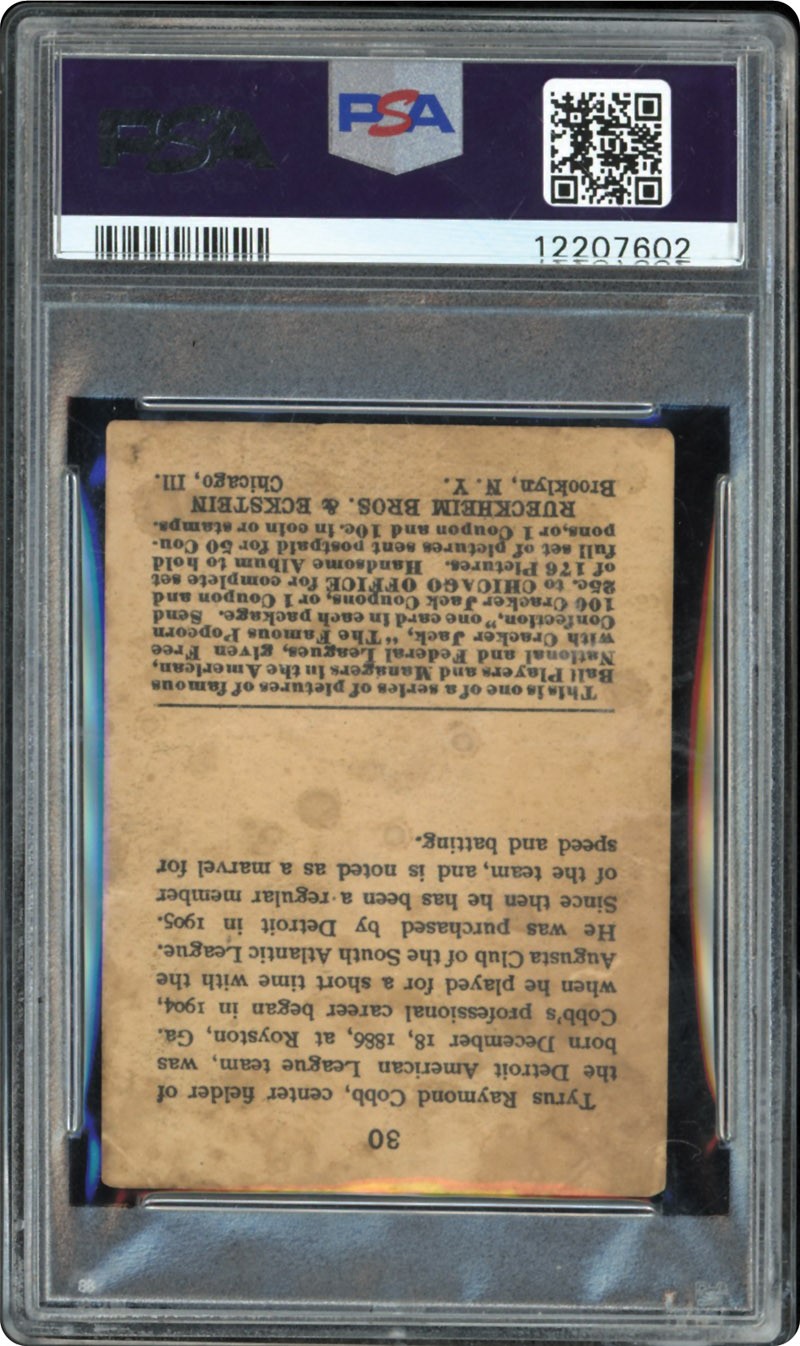 PSA
PSA
12207602
30
Tyrus Raymond Cobb, center fielder of
the Detroit American League team, was
born December 18, 1886, at Royston, Ga.
Cobb's professional career began in 1904,
when he played for a short time with the
Augusta Club of the South Atlantic League.
He was purchased by Detroit in 1905.
Since then he has been a regular member
of the team, and is noted as a marvel for
speed and batting.
This is one of a series of pictures of famous
Ball Players and Managers in the American,
National and Federal Leagues, given Free
with Cracker Jack, "The Famous Popcorn
Confection," one card in each package. Send
100 Cracker Jack Coupons, or 1 Coupon and
25c. to CHICAGO OFFICE for complete set
of 176 Pictures. Handsome Album to hold
full set of pictures sent postpaid for 50 Cou-
pons, or 1 Coupon and 10c. in coin or stamps.
RUECKHEIM BROS. & ECKSTEIN
Brooklyn, N. Y. Chicago, Ill.